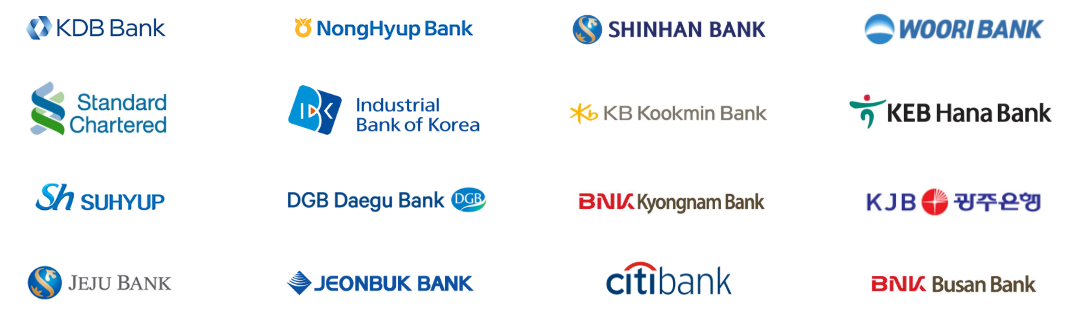 KDB Bank
NongHyup Bank
SHINHAN BANK
WOORI BANK
Standard
Chartered
IBK
Industrial
Bank of Korea
Kb KB Kookmin Bank
KEB Hana Bank
Sh SUHYUP
DGB Daegu Bank DGB
BNK Kyongnam Bank
KJB 광주은행
JEJU BANK
JEONBUK BANK
citibank
BNK Busan Bank